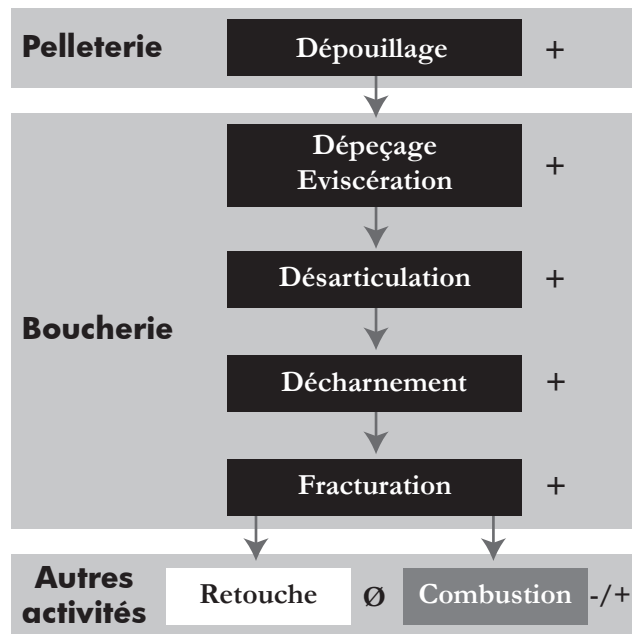 Pelleterie
Dépouillage +
Dépeçage
Eviscération +
Désarticulation +
Boucherie
Décharnement +
Fracturation +
Autres
activités
Retouche Ø Combustion -/+